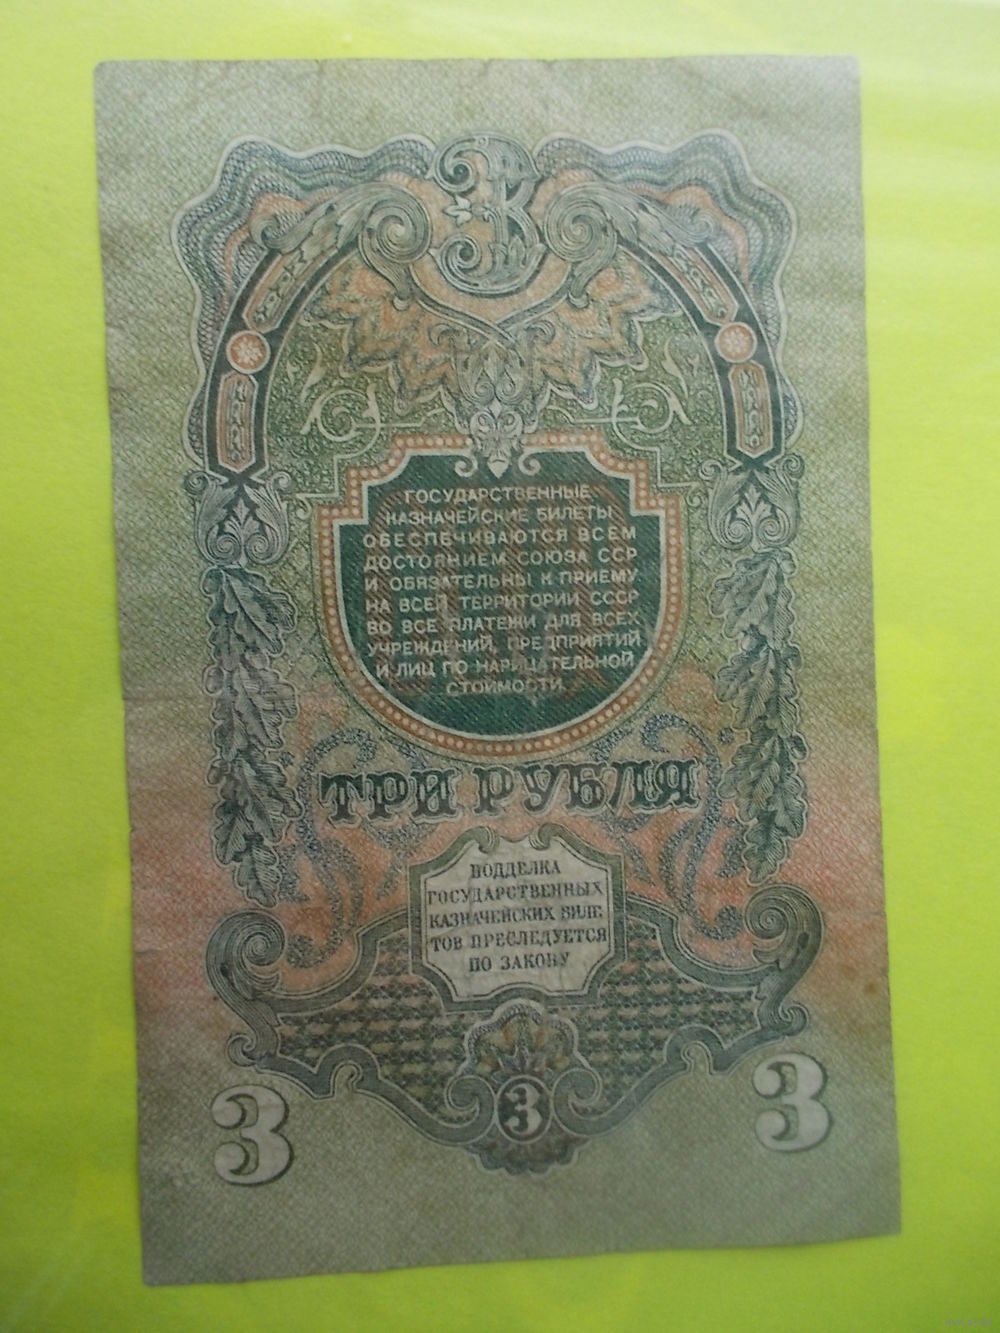 ГОСУДАРСТВЕННЫЕ
КАЗНАЧЕЙСКИЕ БИЛЕТЫ
ОБЕСПЕЧИВАЮТСЯ ВСЕМ
ДОСТОЯНИЕМ СОЮЗА ССР
И ОБЯЗАТЕЛЬНЫ К ПРИЕМУ
НА ВСЕЙ ТЕРРИТОРИИ СССР
ВО ВСЕ ПЛАТЕЖИ ДЛЯ ВСЕХ
УЧРЕЖДЕНИЙ, ПРЕДПРИЯТИЙ
И ЛИЦ ПО НАРИЦАТЕЛЬНОЙ
СТОИМОСТИ.
ТРИ РУБЛЯ
ПОДДЕЛКА
ГОСУДАРСТВЕННЫХ
КАЗНАЧЕЙСКИХ БИЛЕ-
ТОВ ПРЕСЛЕДУЕТСЯ
ПО ЗАКОНУ
3 3 3